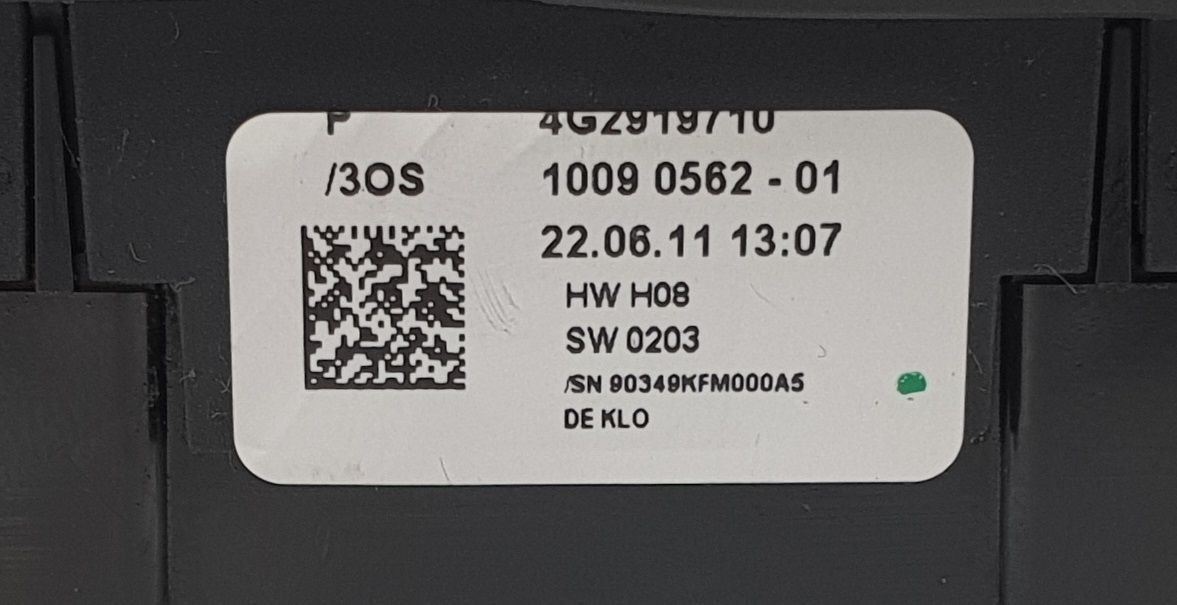 P 4G2919710
/3OS 1009 0562 - 01
22.06.11 13:07
HW H08
SW 0203
/SN 90349KFM000A5
DE KLO